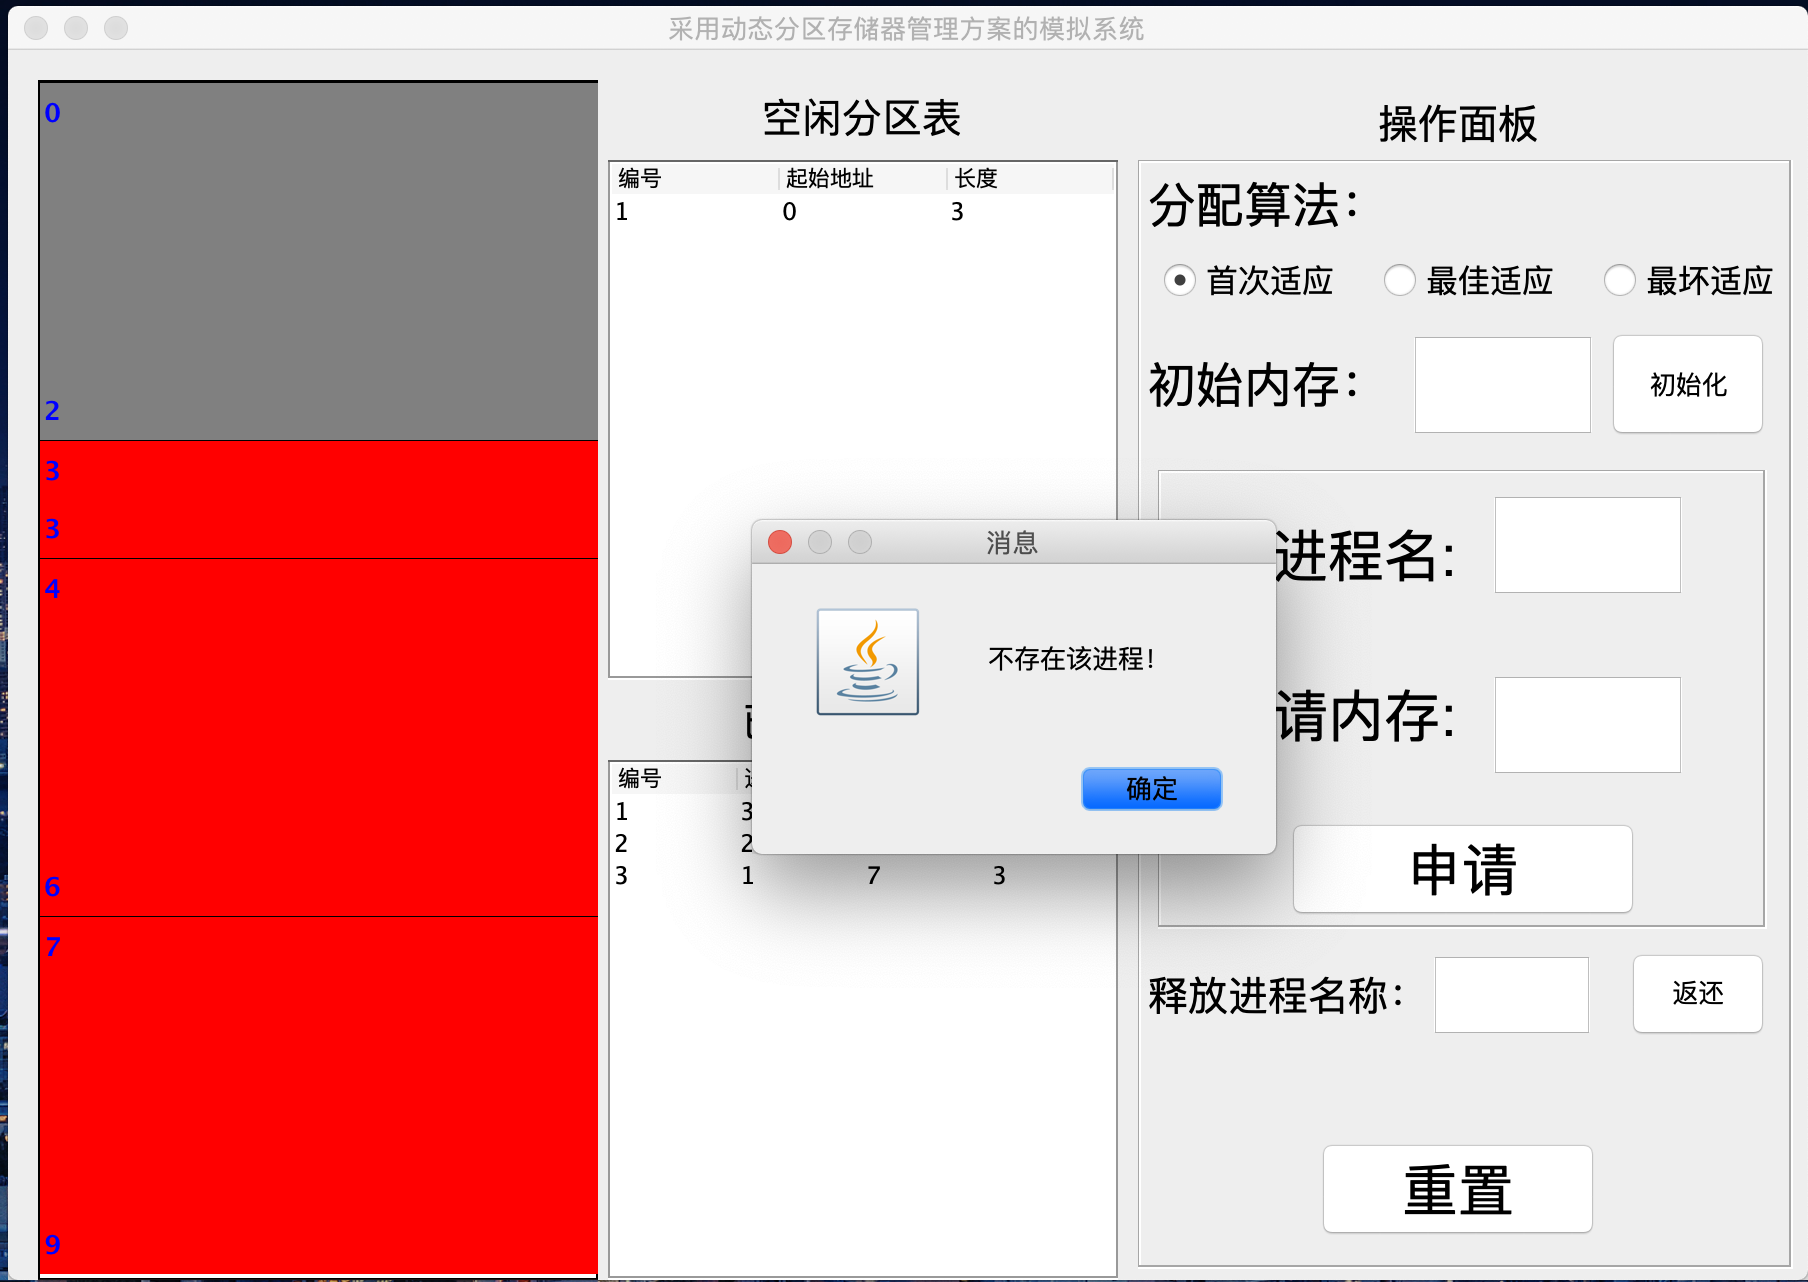 采用动态分区存储器管理方案的模拟系统
0
2
3
3
4
6
7
9
空闲分区表
编号 起始地址 长度
1 0 3
编号
1 3
2 2
3 1 7 3
操作面板
分配算法：
首次适应 最佳适应 最坏适应
初始内存： 初始化
进程名:
请内存:
申请
释放进程名称： 返还
重置
消息
不存在该进程！
确定